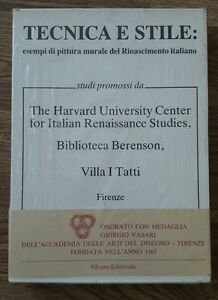 TECNICA E STILE:
esempi di pittura murale del Rinascimento italiano
studi promossi da
The Harvard University Center
for Italian Renaissance Studies,
Biblioteca Berenson,
Villa I Tatti
Firenze
ONORATO CON MEDAGLIA
GIORGIO VASARI
DELL'ACCADEMIA DELLE ARTI DEL DISEGNO - FIRENZE
FONDATA NELL'ANNO 1563
Silvana Editoriale